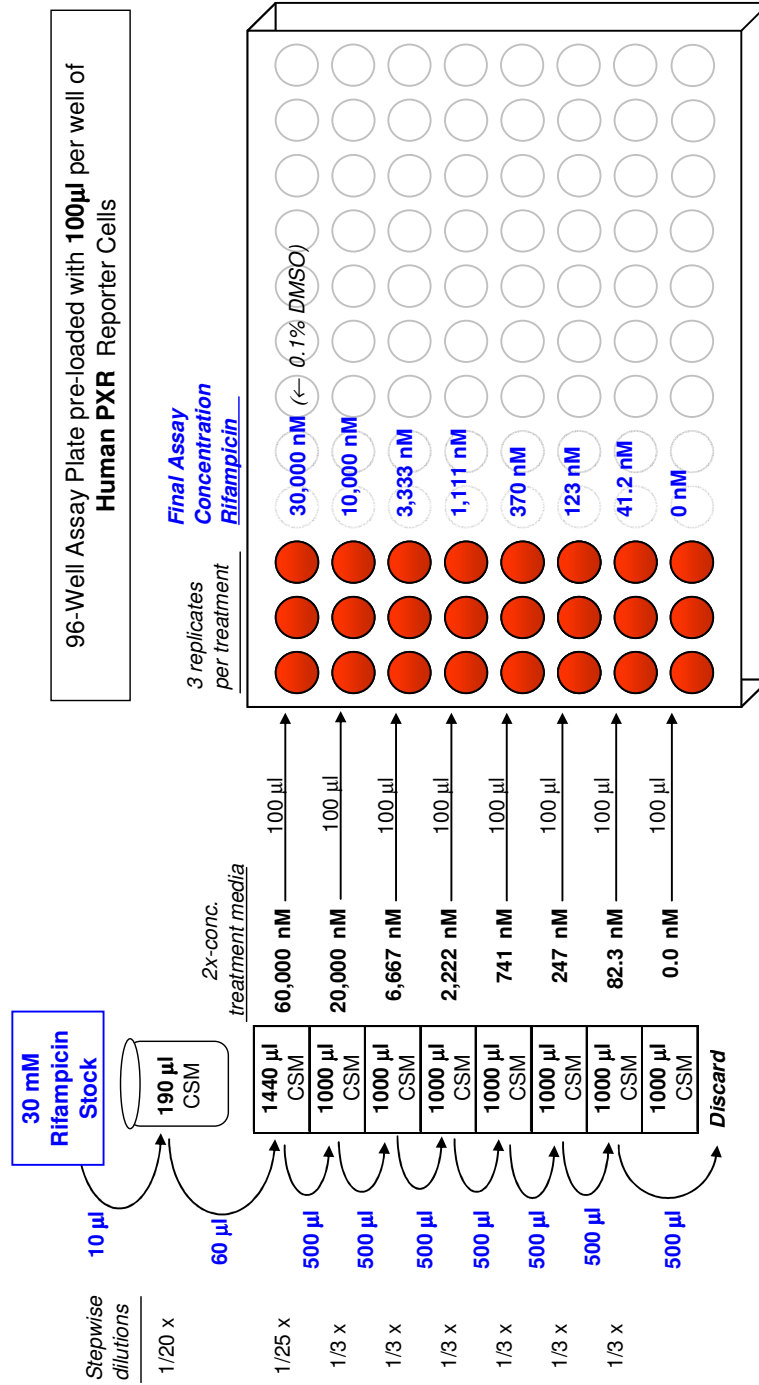 96-Well Assay Plate pre-loaded with 100µl per well of
Human PXR Reporter Cells
Stepwise
dilutions
1/20 x
1/25 x
1/3 x
1/3 x
1/3 x
1/3 x
1/3 x
1/3 x
10 µl
60 µl
500 µl
500 µl
500 µl
500 µl
500 µl
500 µl
500 µl
30 mM
Rifampicin
Stock
190 µl
CSM
1440 µl
CSM
1000 µl
CSM
1000 µl
CSM
1000 µl
CSM
1000 µl
CSM
1000 µl
CSM
1000 µl
CSM
1000 µl
CSM
Discard
2x-conc.
treatment media
60,000 nM
20,000 nM
6,667 nM
2,222 nM
741 nM
247 nM
82.3 nM
0.0 nM
100 µl
100 µl
100 µl
100 µl
100 µl
100 µl
100 µl
100 µl
3 replicates
per treatment
Final Assay
Concentration
Rifampicin
30,000 nM (← 0.1% DMSO)
10,000 nM
3,333 nM
1,111 nM
370 nM
123 nM
41.2 nM
0 nM